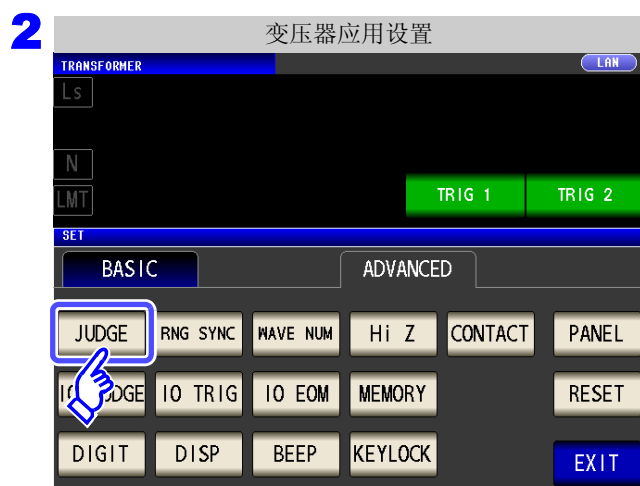 2
变压器应用设置
TRANSFORMER LAN
Ls
N
LMT
TRIG 1 TRIG 2
SET
BASIC ADVANCED
JUDGE RNG SYNC WAVE NUM Hi Z CONTACT PANEL
IO TRIG IO EOM MEMORY RESET
DIGIT DISP BEEP KEYLOCK EXIT